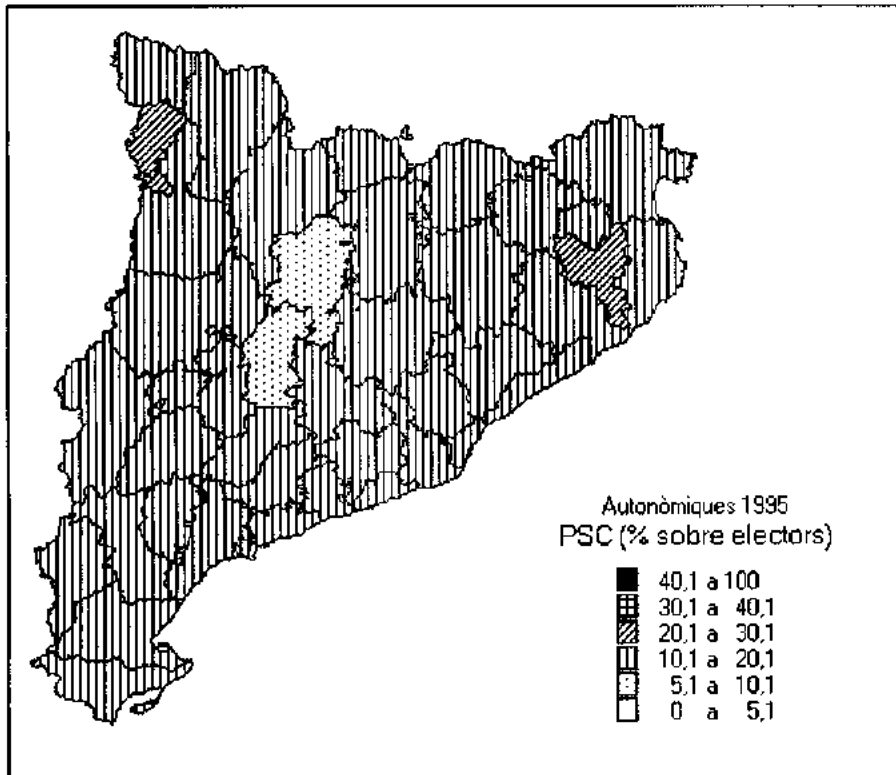 Autonòmiques 1995
PSC (% sobre electors)
40,1 a 100
30,1 a 40,1
20,1 a 30,1
10,1 a 20,1
5,1 a 10,1
0 a 5,1